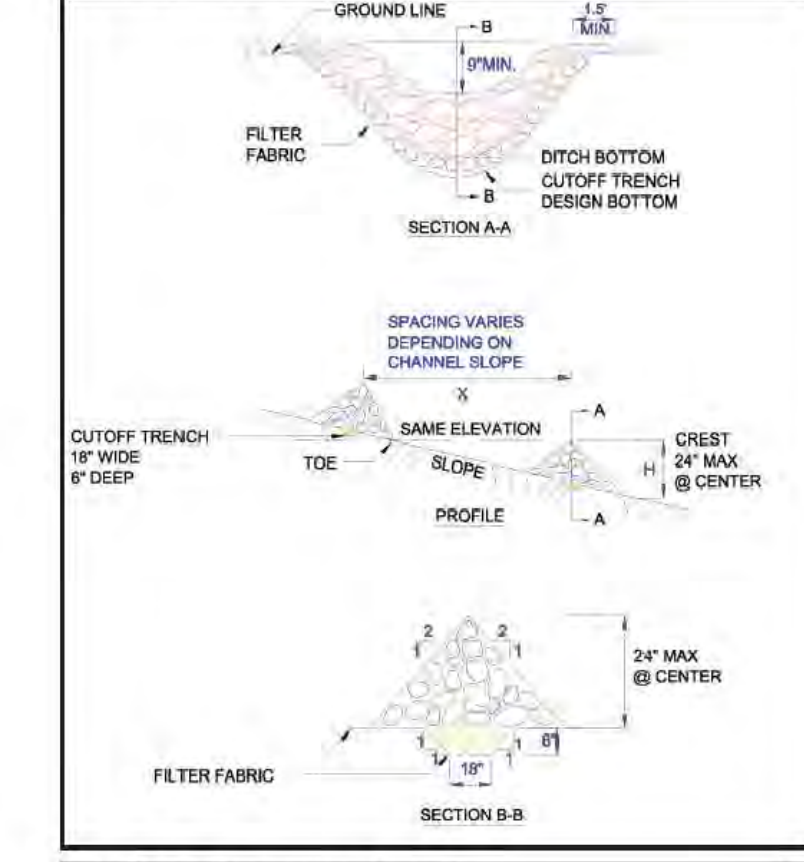 GROUND LINE
B
1.5'
MIN.
9"MIN.
FILTER
FABRIC
DITCH BOTTOM
CUTOFF TRENCH
DESIGN BOTTOM
B
SECTION A-A
SPACING VARIES
DEPENDING ON
CHANNEL SLOPE
X
A
SAME ELEVATION
CUTOFF TRENCH
18" WIDE
6" DEEP
TOE
SLOPE
H
CREST
24" MAX
@ CENTER
PROFILE
A
2
1
2
1
24" MAX
@ CENTER
1
1
1
1
6"
18"
FILTER FABRIC
SECTION B-B